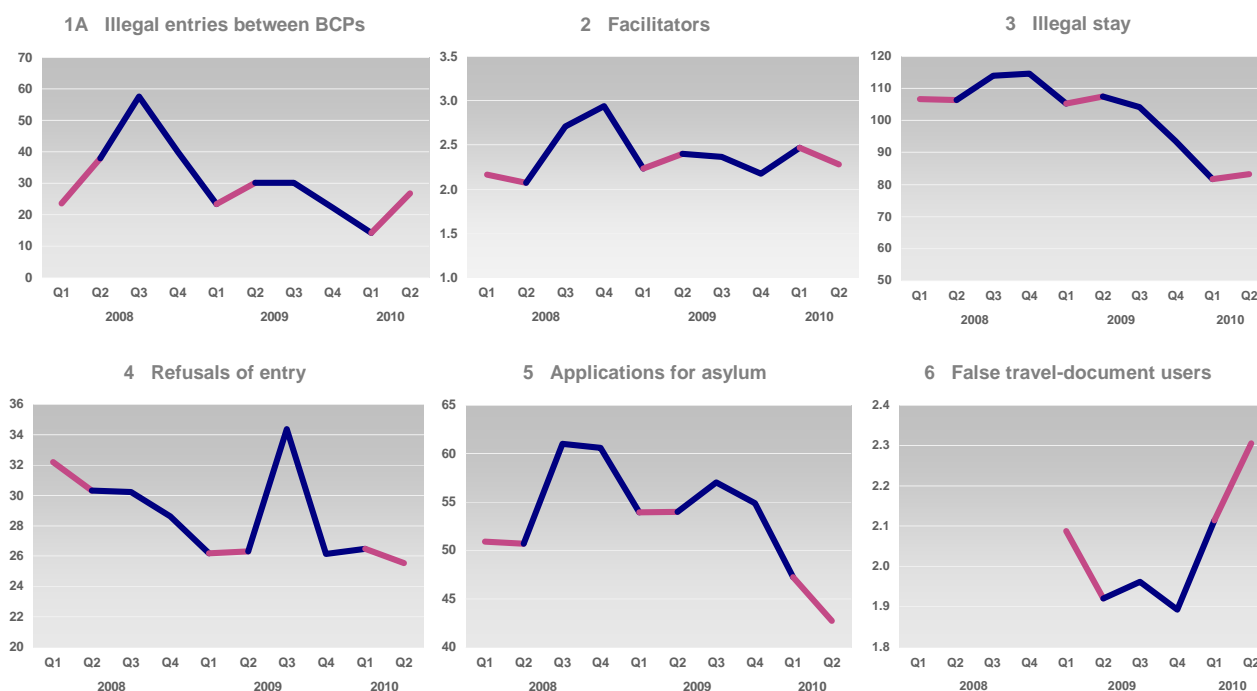 1A Illegal entries between BCPs
70
60
50
40
30
20
10
0
Q1 Q2 Q3 Q4 Q1 Q2 Q3 Q4 Q1 Q2
2008 2009 2010
2 Facilitators
3.5
3.0
2.5
2.0
1.5
1.0
Q1 Q2 Q3 Q4 Q1 Q2 Q3 Q4 Q1 Q2
2008 2009 2010
3 Illegal stay
120
110
100
90
80
70
60
50
Q1 Q2 Q3 Q4 Q1 Q2 Q3 Q4 Q1 Q2
2008 2009 2010
4 Refusals of entry
36
34
32
30
28
26
24
22
20
Q1 Q2 Q3 Q4 Q1 Q2 Q3 Q4 Q1 Q2
2008 2009 2010
5 Applications for asylum
65
60
55
50
45
40
Q1 Q2 Q3 Q4 Q1 Q2 Q3 Q4 Q1 Q2
2008 2009 2010
6 False travel-document users
2.4
2.3
2.2
2.1
2.0
1.9
1.8
Q1 Q2 Q3 Q4 Q1 Q2 Q3 Q4 Q1 Q2
2008 2009 2010